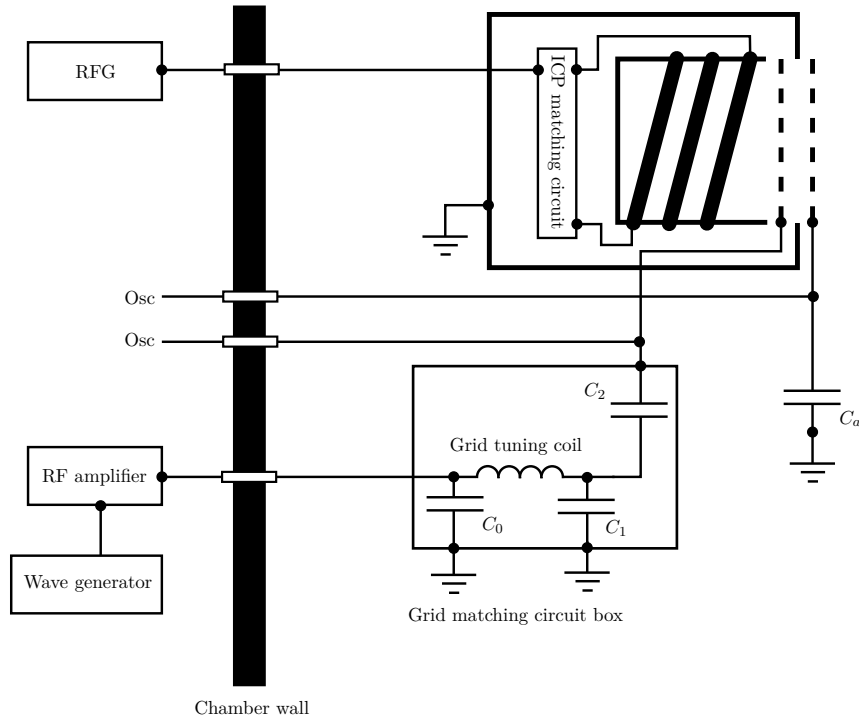 RFG
ICP matching circuit
Osc
Osc
C₂
Cₐ
Grid tuning coil
RF amplifier
C₀
C₁
Wave generator
Grid matching circuit box
Chamber wall